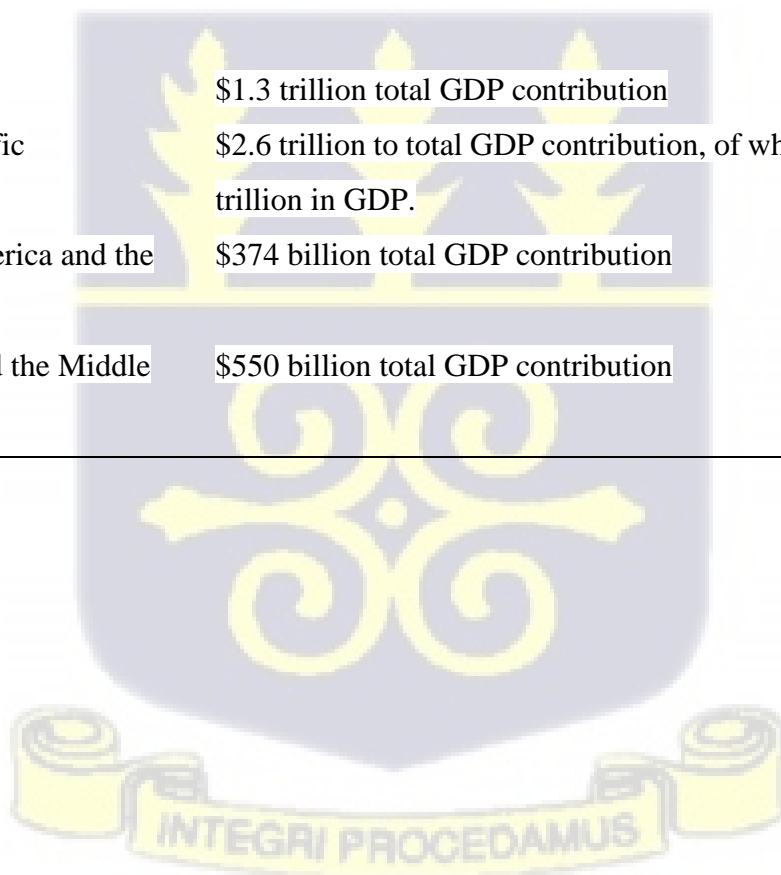 $1.3 trillion total GDP contribution
fic $2.6 trillion to total GDP contribution, of wh
trillion in GDP.
erica and the $374 billion total GDP contribution
l the Middle $550 billion total GDP contribution
INTEGRI PROCEDAMUS